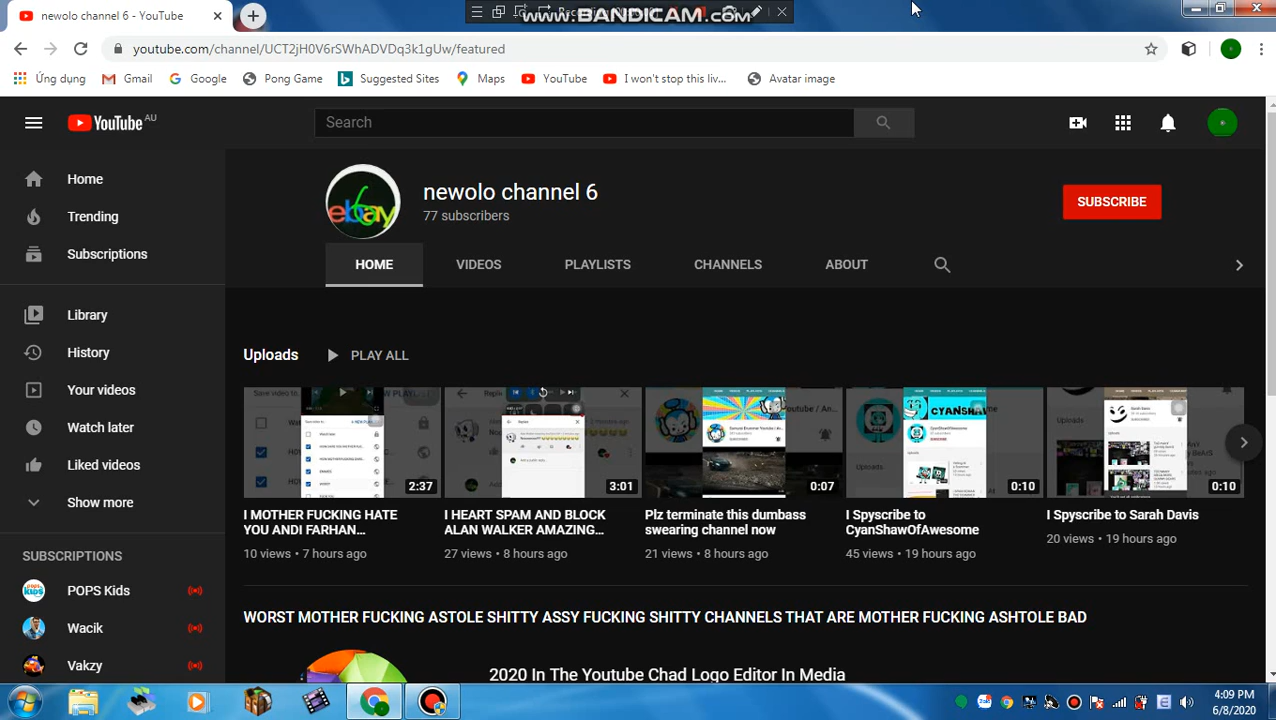 newolo channel 6 - YouTube
www.BANDICAM.com
youtube.com/channel/UCT2jH0V6rSWhADVDq3k1gUw/featured
Ứng dụng Gmail Google Pong Game Suggested Sites Maps YouTube I won't stop this liv... Avatar imagem
YouTube AU
Search
Home
Trending
Subscriptions
Library
History
Your videos
Watch later
Liked videos
Show more
SUBSCRIPTIONS
POPS Kids
Wacik
Vakzy
ebay
6
newolo channel 6
77 subscribers
SUBSCRIBE
HOME VIDEOS PLAYLISTS CHANNELS ABOUT
Uploads PLAY ALL
2:37
3:01
0:07
0:10
0:10
I MOTHER FUCKING HATE
YOU ANDI FARHAN...
10 views • 7 hours ago
I HEART SPAM AND BLOCK
ALAN WALKER AMAZING...
27 views • 8 hours ago
Plz terminate this dumbass
swearing channel now
21 views • 8 hours ago
I Spyscribe to
CyanShawOfAwesome
45 views • 19 hours ago
I Spyscribe to Sarah Davis
20 views • 19 hours ago
WORST MOTHER FUCKING ASTOLE SHITTY ASSY FUCKING SHITTY CHANNELS THAT ARE MOTHER FUCKING ASHTOLE BAD
2020 In The Youtube Chad Logo Editor In Media
4:09 PM
6/8/2020